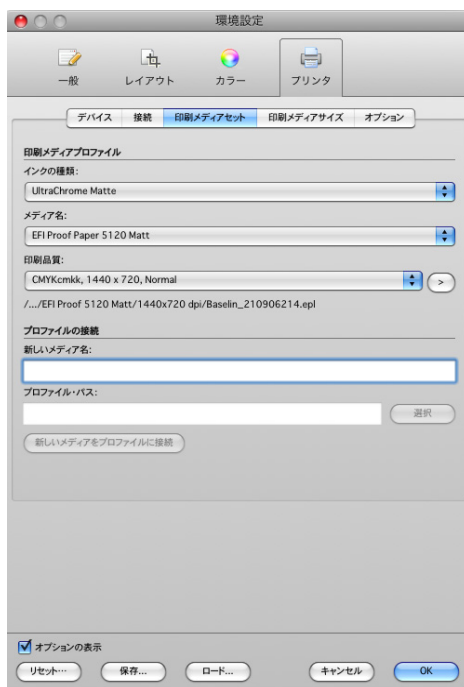 環境設定
一般 レイアウト カラー プリンタ
デバイス 接続 印刷メディアセット 印刷メディアサイズ オプション
印刷メディアプロファイル
インクの種類:
UltraChrome Matte
メディア名:
EFI Proof Paper 5120 Matt
印刷品質:
CMYKcmkk, 1440 x 720, Normal >
/.../EFI Proof 5120 Matt/1440x720 dpi/Baselin_210906214.epl
プロファイルの接続
新しいメディア名:
プロファイル・パス:
選択
新しいメディアをプロファイルに接続
オプションの表示
リセット… 保存... ロード... キャンセル OK